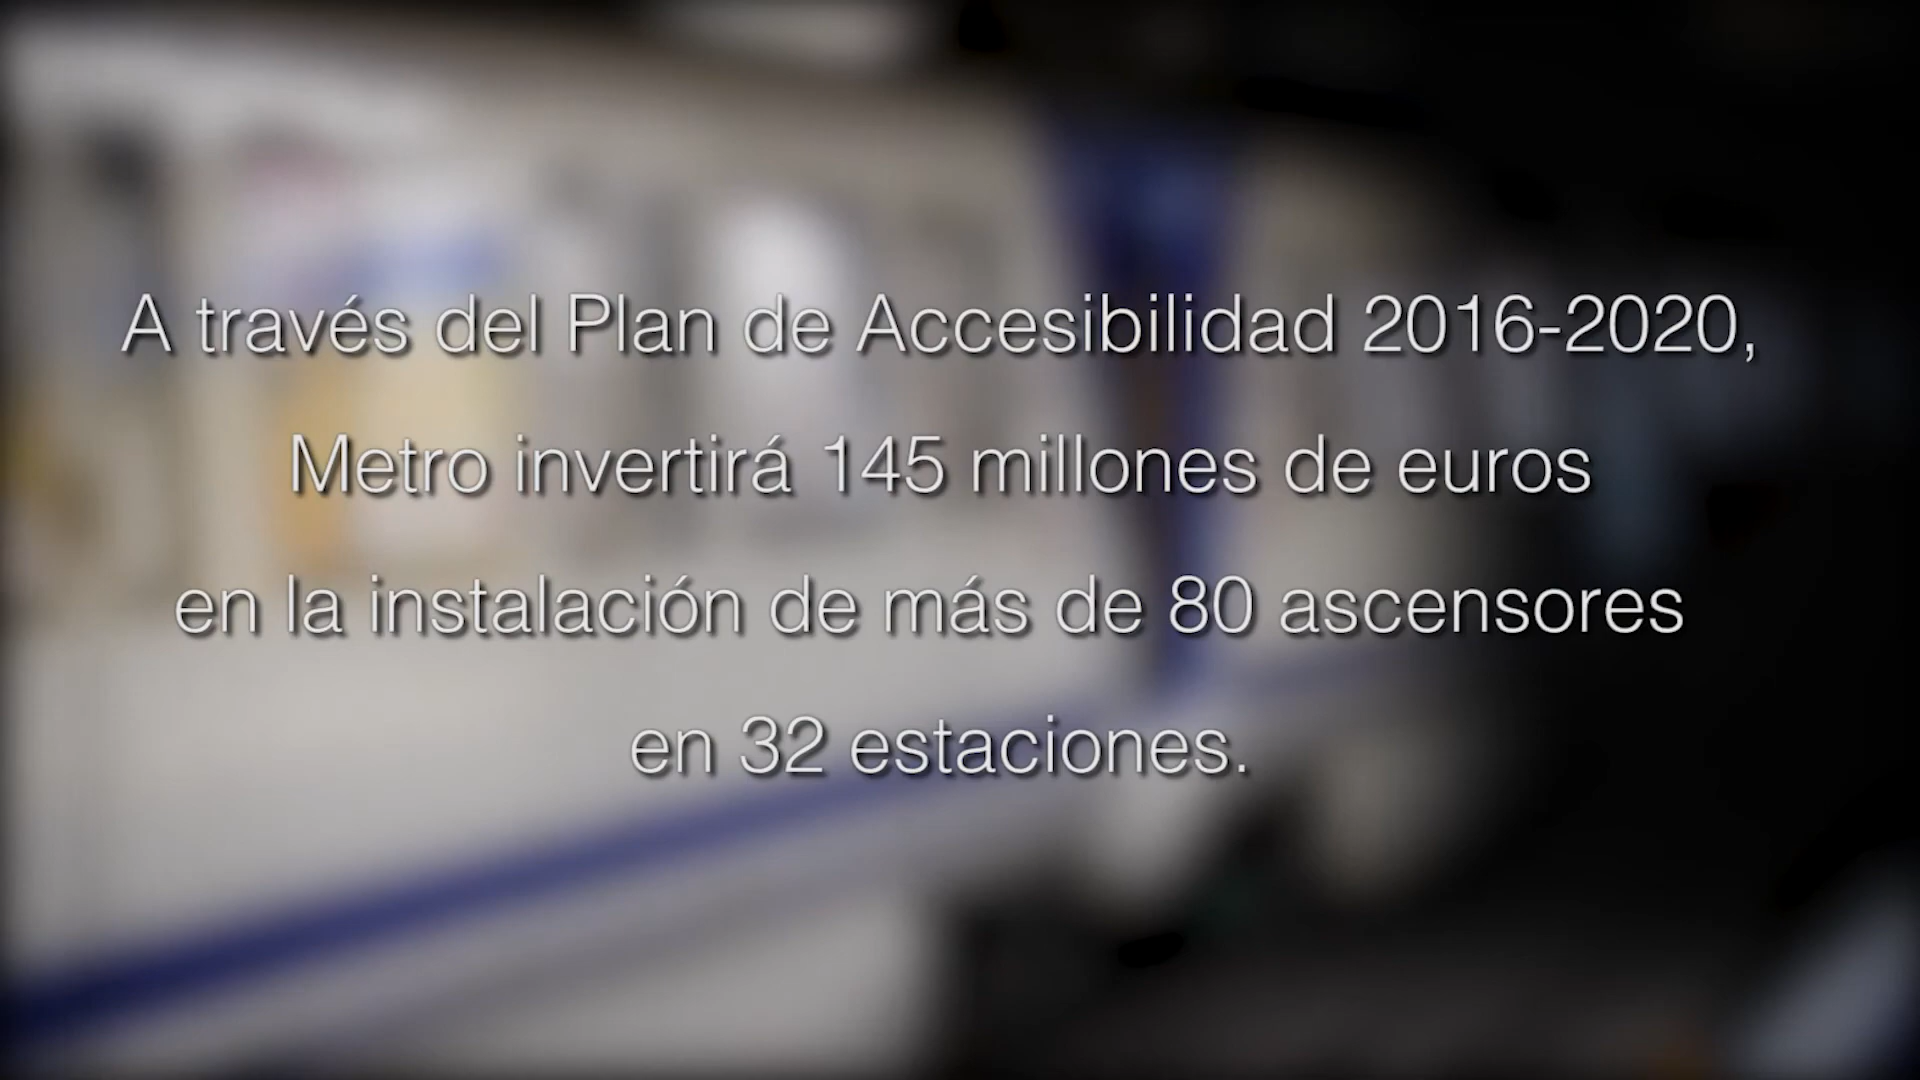 A través del Plan de Accesibilidad 2016-2020,
Metro invertirá 145 millones de euros
en la instalación de más de 80 ascensores
en 32 estaciones.